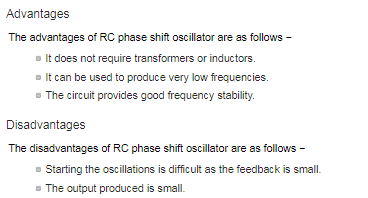 Advantages
The advantages of RC phase shift oscillator are as follows −
It does not require transformers or inductors.
It can be used to produce very low frequencies.
The circuit provides good frequency stability.
Disadvantages
The disadvantages of RC phase shift oscillator are as follows −
Starting the oscillations is difficult as the feedback is small.
The output produced is small.